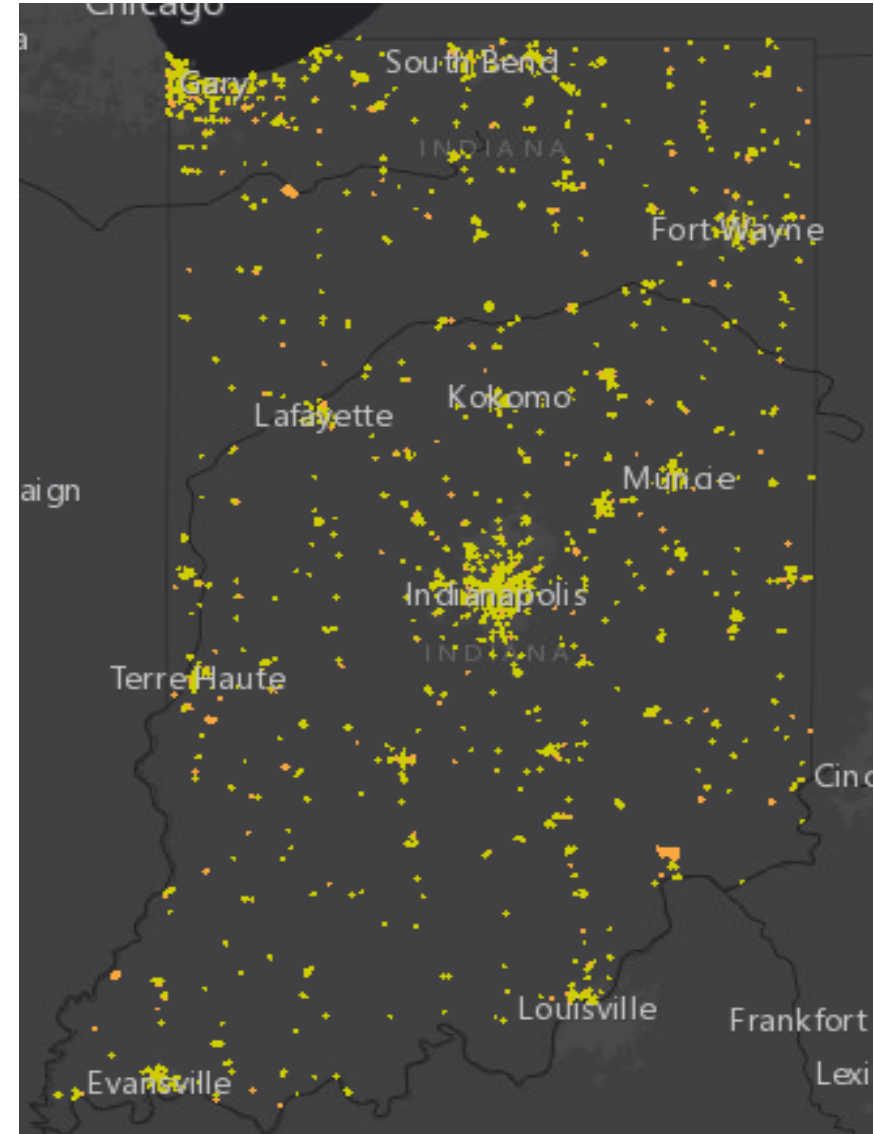 Chicago
a
South Bend
Gary
INDIANA
Fort Wayne
Kokomo
Lafayette
Muncie
aign
Indianapolis
INDIANA
Terre Haute
Cinc
Louisville
Frankfort
Lexi
Evansville